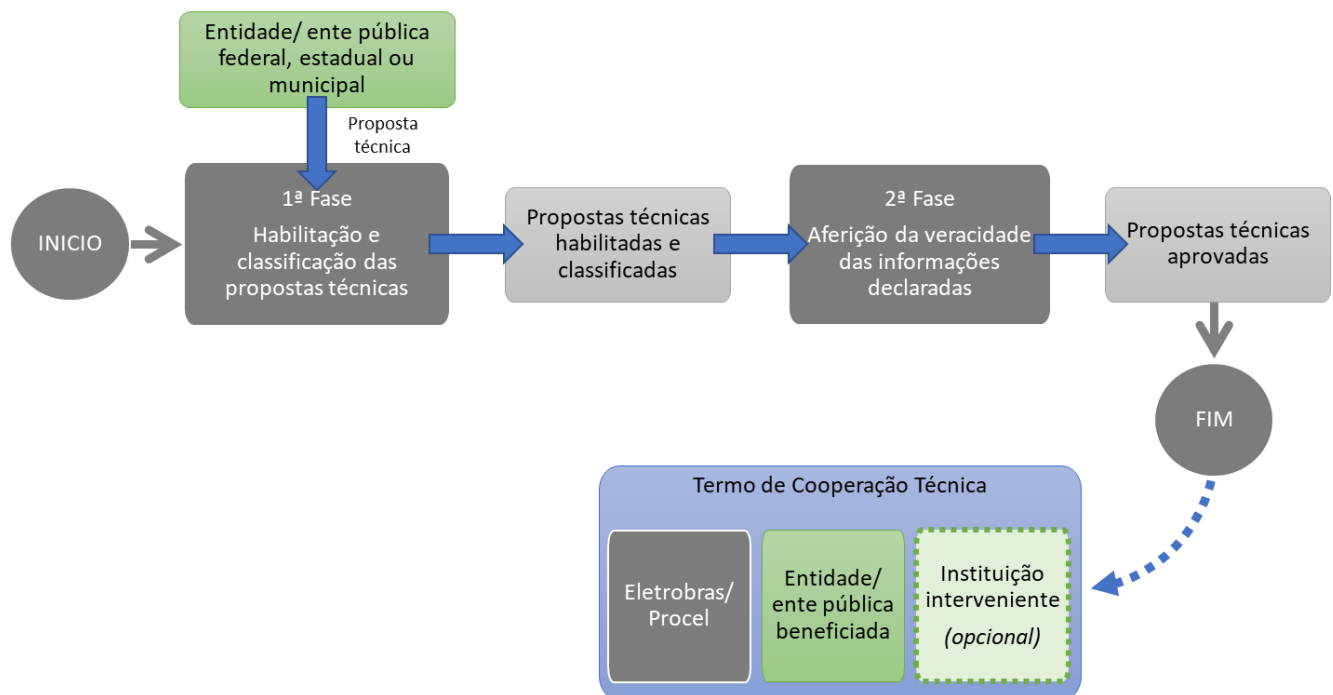 Entidade/ ente pública
federal, estadual ou
municipal
Proposta
técnica
INICIO
1ª Fase
Habilitação e
classificação das
propostas técnicas
Propostas técnicas
habilitadas e
classificadas
2ª Fase
Aferição da veracidade
das informações
declaradas
Propostas técnicas
aprovadas
FIM
Termo de Cooperação Técnica
Eletrobras/
Procel
Entidade/
ente pública
beneficiada
Instituição
interveniente
(opcional)